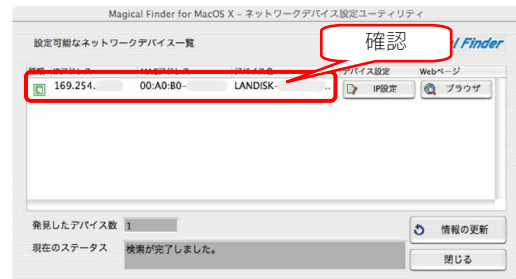 Magical Finder for MacOS X – ネットワークデバイス設定ユーティリティ
設定可能なネットワークデバイス一覧
確認
l Finder
デバイス設定 Webページ
169.254. 00:A0:B0- LANDISK- .. IP設定 ブラウザ
発見したデバイス数 1
情報の更新
現在のステータス 検索が完了しました。
閉じる